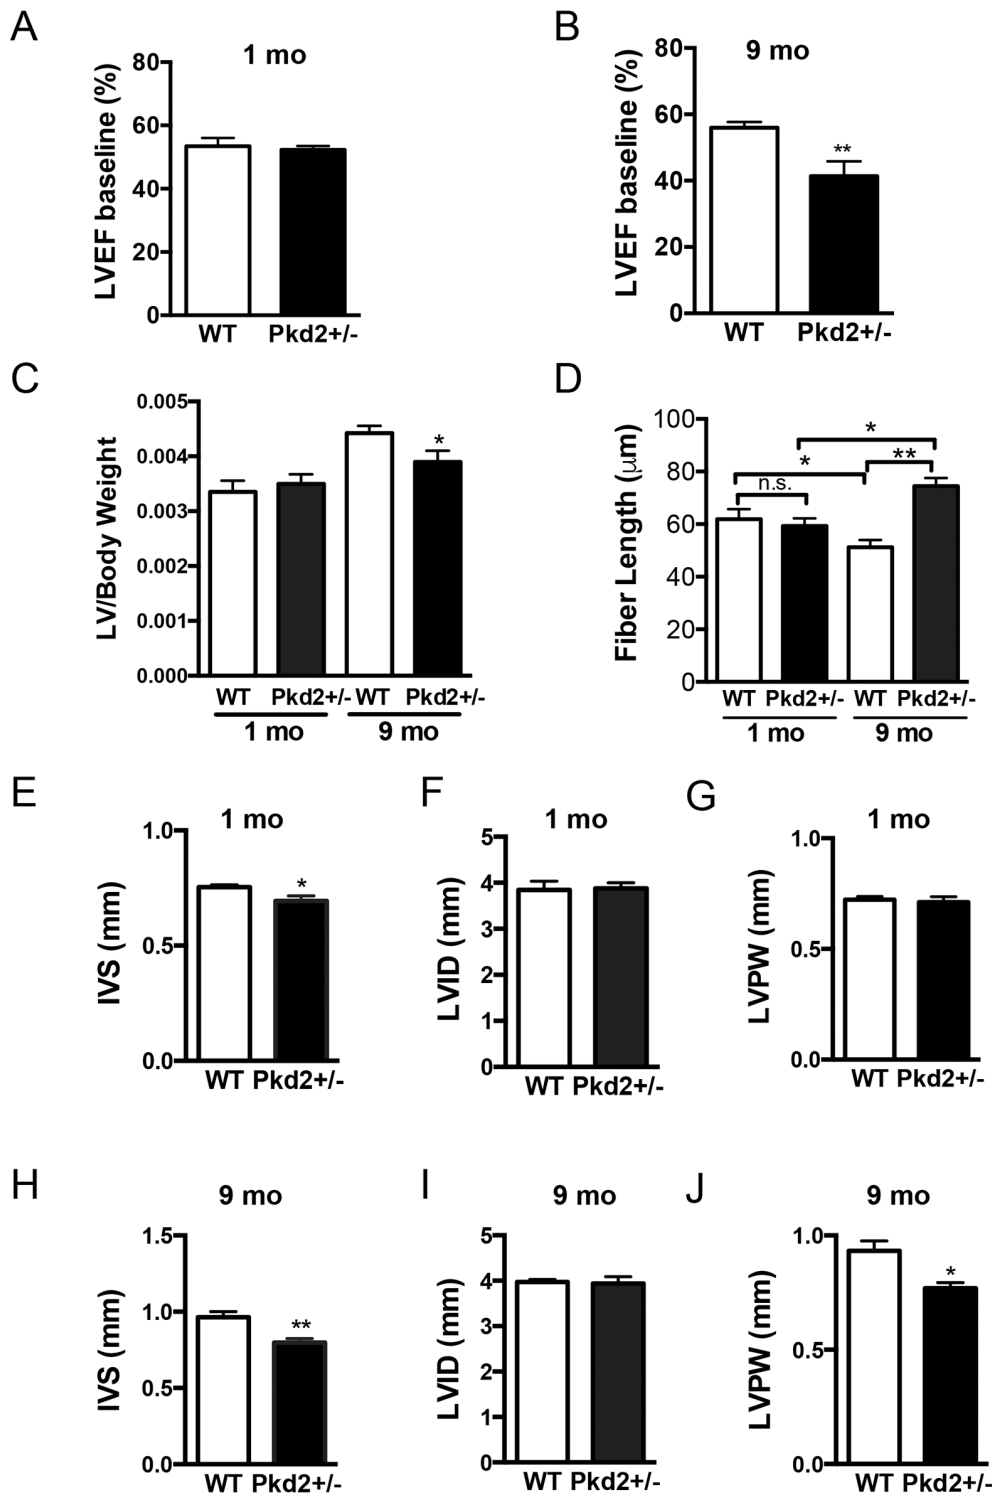 A
1 mo
LVEF baseline (%)
80
60
40
20
0
WT Pkd2+/-
B
9 mo
LVEF baseline (%)
80
60
40
20
0
**
WT Pkd2+/-
C
LV/Body Weight
0.005
0.004
0.003
0.002
0.001
0.000
*
WT Pkd2+/- WT Pkd2+/-
1 mo 9 mo
D
Fiber Length (μm)
100
80
60
40
20
0
*
* **
n.s.
WT Pkd2+/- WT Pkd2+/-
1 mo 9 mo
E
1 mo
IVS (mm)
1.0
0.5
0.0
*
WT Pkd2+/-
F
1 mo
LVID (mm)
5
4
3
2
1
0
WT Pkd2+/-
G
1 mo
LVPW (mm)
1.0
0.5
0.0
WT Pkd2+/-
H
9 mo
IVS (mm)
1.5
1.0
0.5
0.0
**
WT Pkd2+/-
I
9 mo
LVID (mm)
5
4
3
2
1
0
WT Pkd2+/-
J
9 mo
LVPW (mm)
1.0
0.5
0.0
*
WT Pkd2+/-